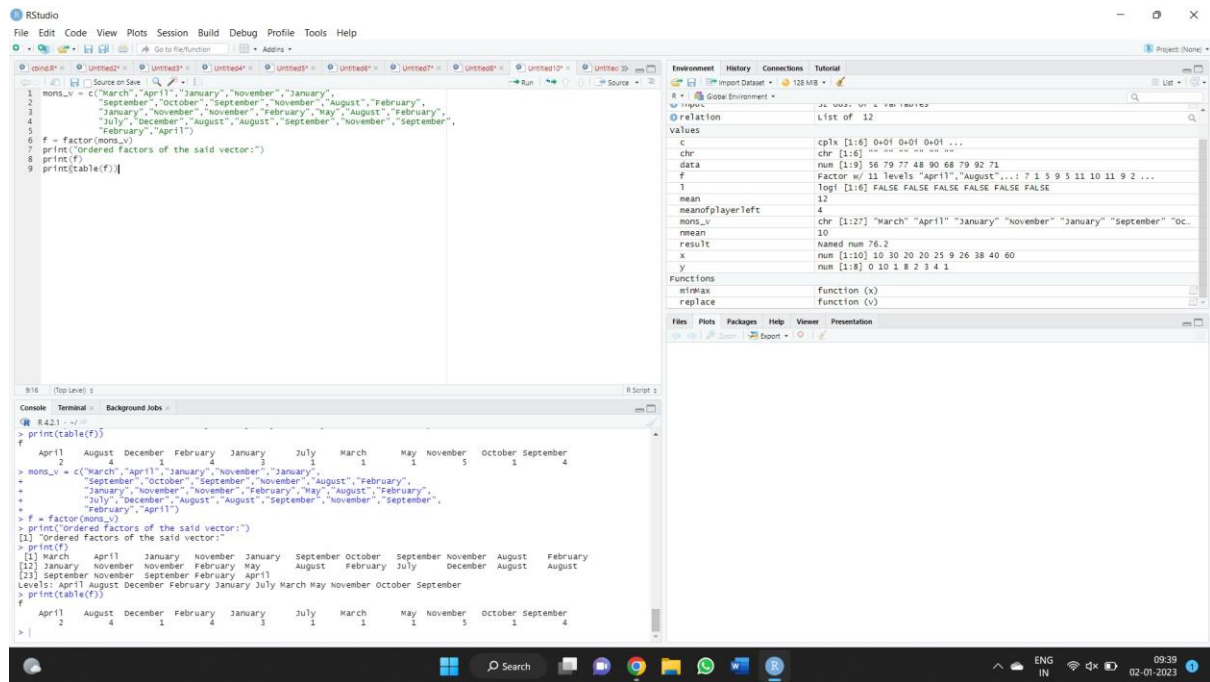 RStudio
File Edit Code View Plots Session Build Debug Profile Tools Help
Go to file/function Addins
Project: (None)
cbind.R* Untitled2* Untitled3* Untitled4* Untitled5* Untitled6* Untitled7* Untitled8* Untitled10*
Source on Save Run Source
1 mons_v = c("March","April","January","November","January",
2 "September","October","September","November","August","February",
3 "January","November","November","February","May","August","February",
4 "July","December","August","August","September","November","September",
5 "February","April")
6 f = factor(mons_v)
7 print("Ordered factors of the said vector:")
8 print(f)
9 print(table(f))
9:16 (Top Level) R Script
Console Terminal Background Jobs
R 4.2.1 · ~/
> print(table(f))
f
April August December February January July March May November October September
2 4 1 4 3 1 1 1 5 1 4
> mons_v = c("March","April","January","November","January",
+ "September","October","September","November","August","February",
+ "January","November","November","February","May","August","February",
+ "July","December","August","August","September","November","September",
+ "February","April")
> f = factor(mons_v)
> print("Ordered factors of the said vector:")
[1] "Ordered factors of the said vector:"
> print(f)
[1] March April January November January September October September November August February
[12] January November November February May August February July December August August
[23] September November September February April
Levels: April August December February January July March May November October September
> print(table(f))
f
April August December February January July March May November October September
2 4 1 4 3 1 1 1 5 1 4
>
Environment History Connections Tutorial
Import Dataset 128 MiB List
R Global Environment
relation List of 12
Values
c cplx [1:6] 0+0i 0+0i 0+0i ...
chr chr [1:6] "" "" "" "" "" ""
data num [1:9] 56 79 77 48 90 68 79 92 71
f Factor w/ 11 levels "April","August",..: 7 1 5 9 5 11 10 11 9 2 ...
l logi [1:6] FALSE FALSE FALSE FALSE FALSE FALSE
mean 12
meanofplayerleft 4
mons_v chr [1:27] "March" "April" "January" "November" "January" "September" "Oc…
nmean 10
result Named num 76.2
x num [1:10] 10 30 20 20 25 9 26 38 40 60
y num [1:8] 0 10 1 8 2 3 4 1
Functions
minMax function (x)
replace function (v)
Files Plots Packages Help Viewer Presentation
Zoom Export
Search
ENG
IN
09:39
02-01-2023
1